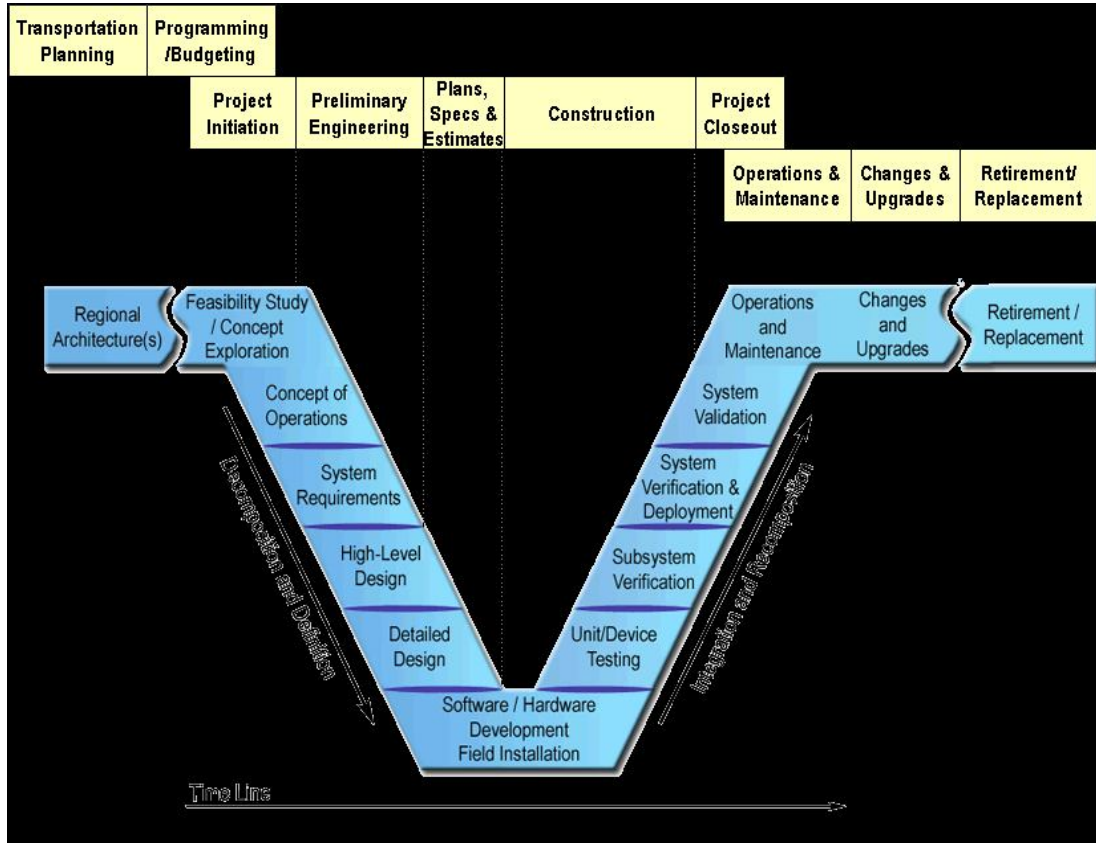 Transportation
Planning
Programming
/Budgeting
Project
Initiation
Preliminary
Engineering
Plans,
Specs &
Estimates
Construction
Project
Closeout
Operations &
Maintenance
Changes &
Upgrades
Retirement/
Replacement
Regional
Architecture(s)
Feasibility Study
/ Concept
Exploration
Concept of
Operations
System
Requirements
High-Level
Design
Detailed
Design
Software / Hardware
Development
Field Installation
Unit/Device
Testing
Subsystem
Verification
System
Verification &
Deployment
System
Validation
Operations
and
Maintenance
Changes
and
Upgrades
Retirement /
Replacement
Decomposition and Definition
Integration and Recomposition
Time Line